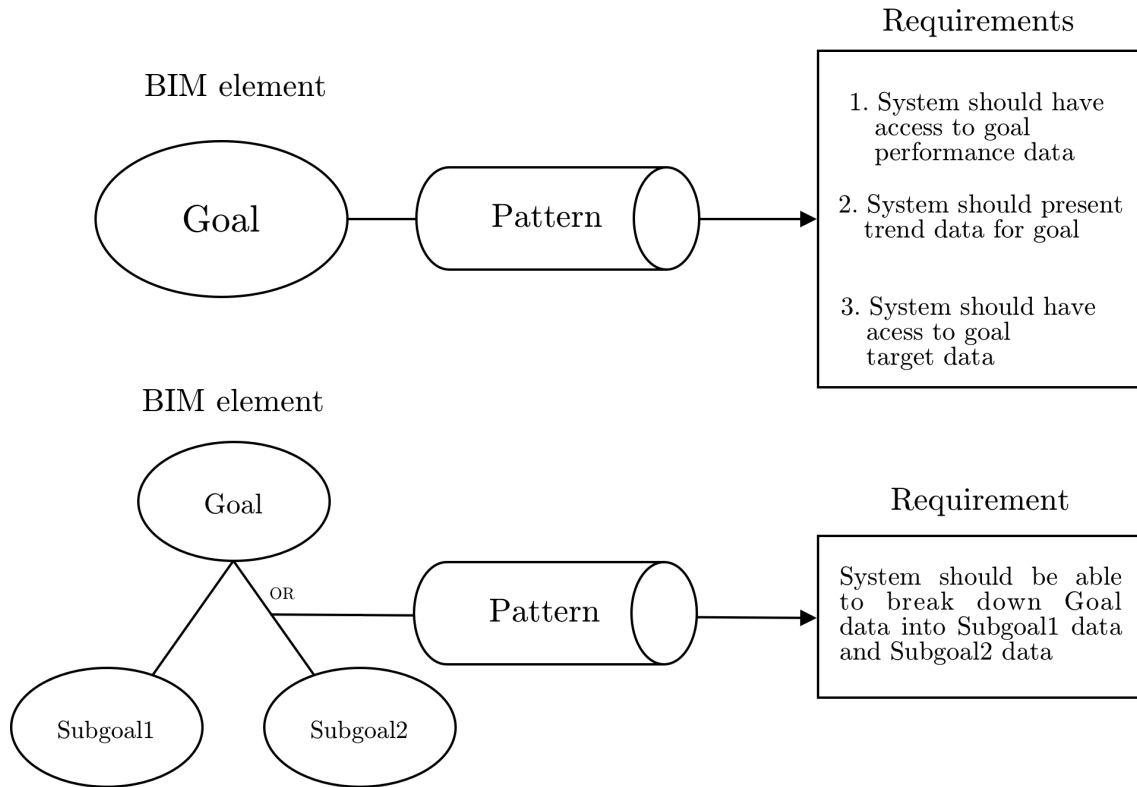 Requirements
BIM element
1. System should have
access to goal
performance data
Goal
Pattern
2. System should present
trend data for goal
3. System should have
acess to goal
target data
BIM element
Goal
Requirement
OR
System should be able
to break down Goal
data into Subgoal1 data
and Subgoal2 data
Pattern
Subgoal1
Subgoal2